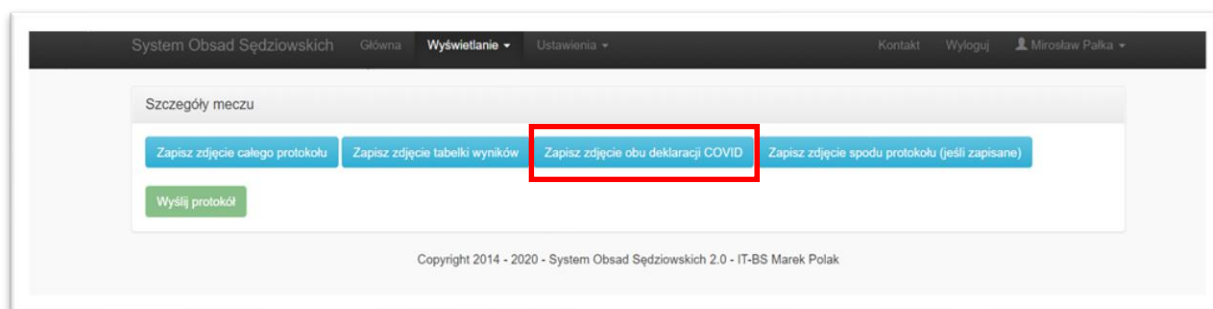 System Obsad Sędziowskich Główna Wyświetlanie Ustawienia Kontakt Wyloguj Mirosław Pałka
Szczegóły meczu
Zapisz zdjęcie całego protokołu Zapisz zdjęcie tabelki wyników Zapisz zdjęcie obu deklaracji COVID Zapisz zdjęcie spodu protokołu (jeśli zapisane)
Wyślij protokół
Copyright 2014 - 2020 - System Obsad Sędziowskich 2.0 - IT-BS Marek Polak